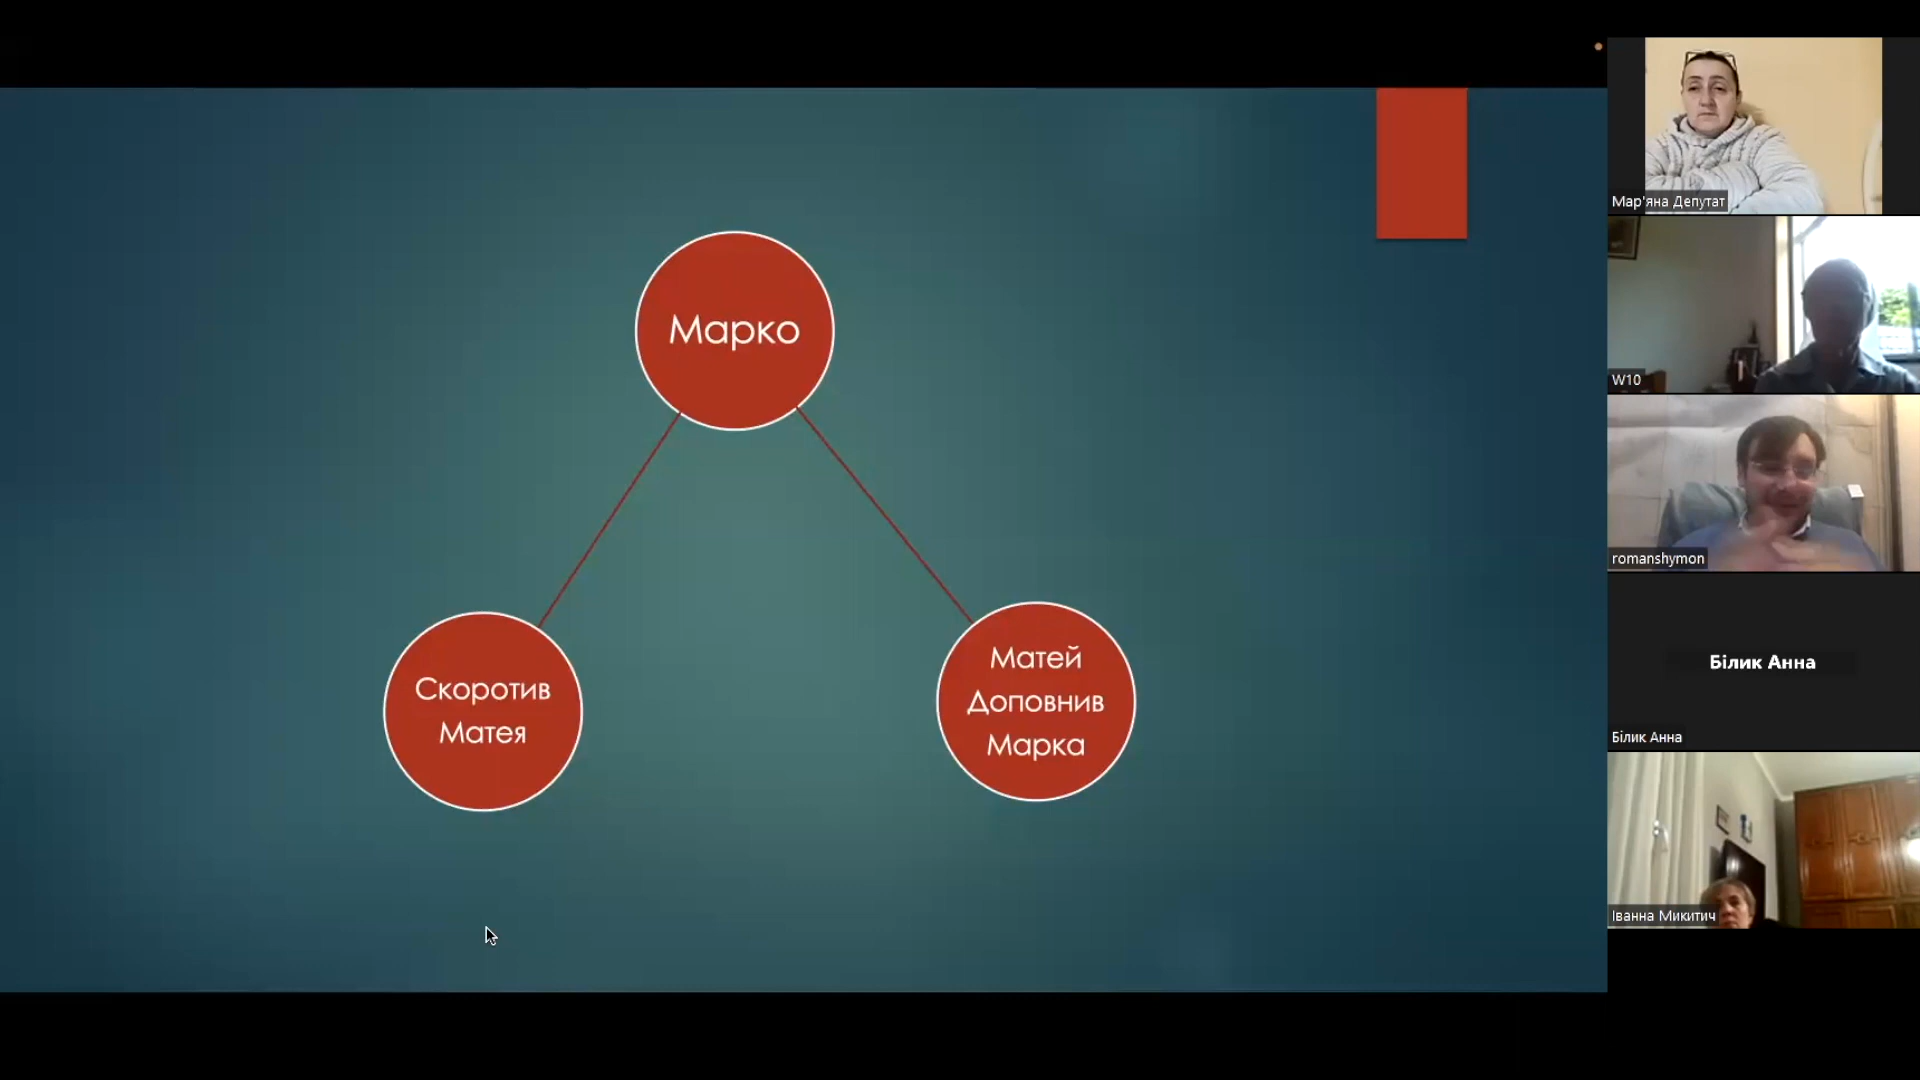 Марко
Скоротив
Матея
Матей
Доповнив
Марка
Мар'яна Депутат
W10
romanshymon
Білик Анна
Білик Анна
Іванна Микитич